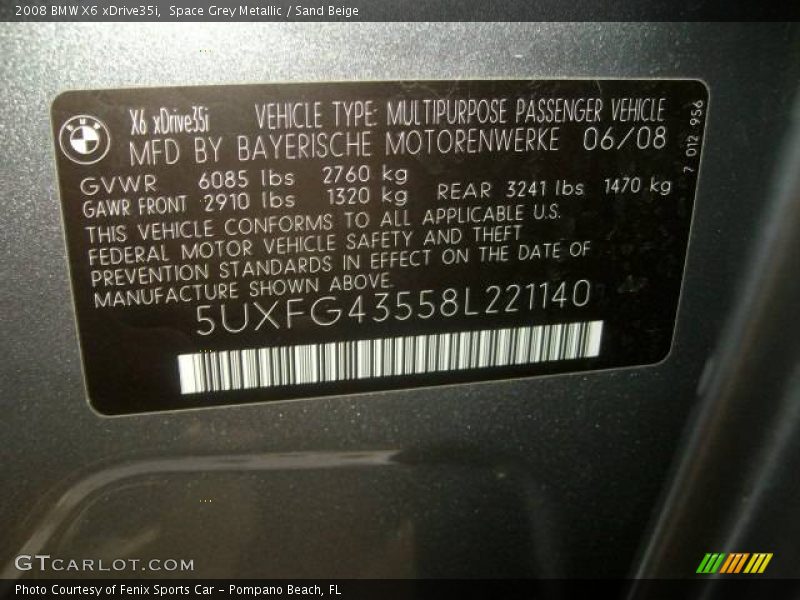 2008 BMW X6 xDrive35i,  Space Grey Metallic / Sand Beige
BMW
X6 xDrive35i VEHICLE TYPE: MULTIPURPOSE PASSENGER VEHICLE
MFD BY BAYERISCHE MOTORENWERKE 06/08
GVWR 6085 lbs 2760 kg
GAWR FRONT 2910 lbs 1320 kg REAR 3241 lbs 1470 kg
THIS VEHICLE CONFORMS TO ALL APPLICABLE U.S.
FEDERAL MOTOR VEHICLE SAFETY AND THEFT
PREVENTION STANDARDS IN EFFECT ON THE DATE OF
MANUFACTURE SHOWN ABOVE.
5UXFG43558L221140
7 012 956
GTCARLOT.COM
Photo Courtesy of Fenix Sports Car - Pompano Beach, FL